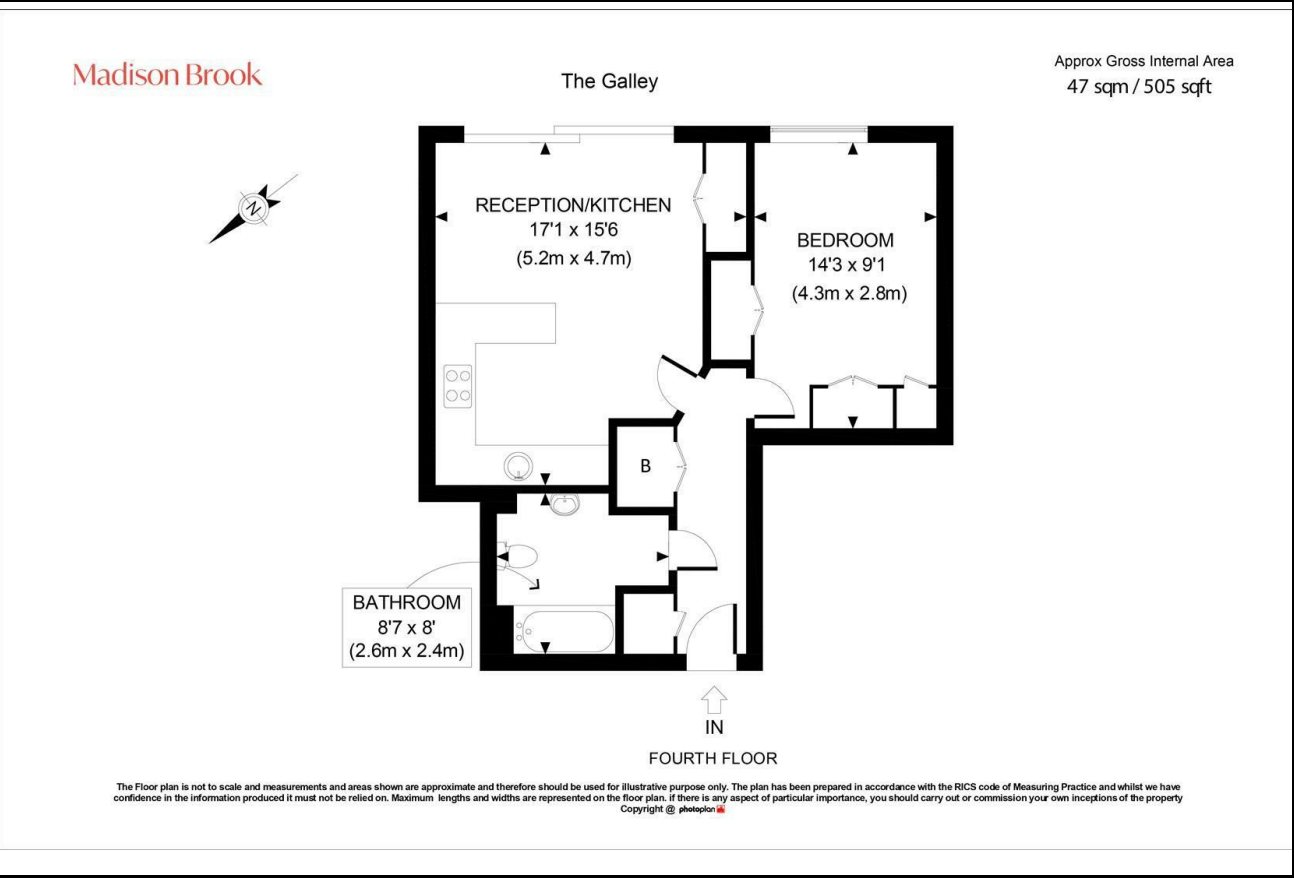 Madison Brook
The Galley
Approx Gross Internal Area
47 sqm / 505 sqft
N
RECEPTION/KITCHEN
17'1 x 15'6
(5.2m x 4.7m)
BEDROOM
14'3 x 9'1
(4.3m x 2.8m)
B
BATHROOM
8'7 x 8'
(2.6m x 2.4m)
IN
FOURTH FLOOR
The Floor plan is not to scale and measurements and areas shown are approximate and therefore should be used for illustrative purpose only. The plan has been prepared in accordance with the RICS code of Measuring Practice and whilst we have
confidence in the information produced it must not be relied on. Maximum lengths and widths are represented on the floor plan. if there is any aspect of particular importance, you should carry out or commission your own inceptions of the property
Copyright @ photoplan